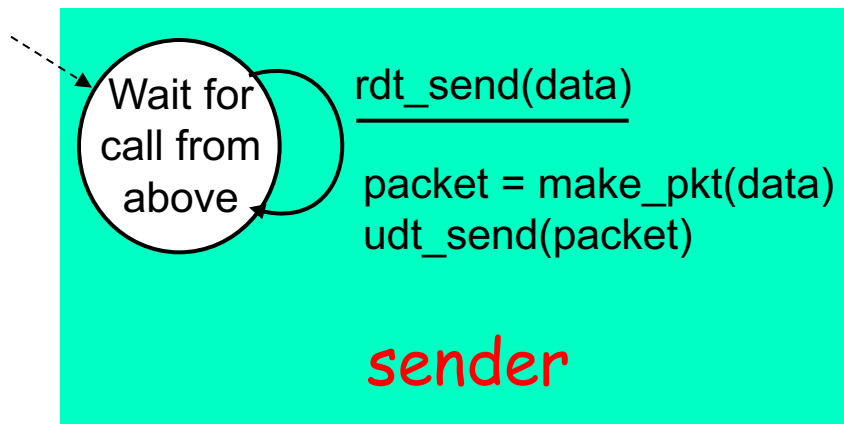 Wait for
call from
above
rdt_send(data)
packet = make_pkt(data)
udt_send(packet)
sender